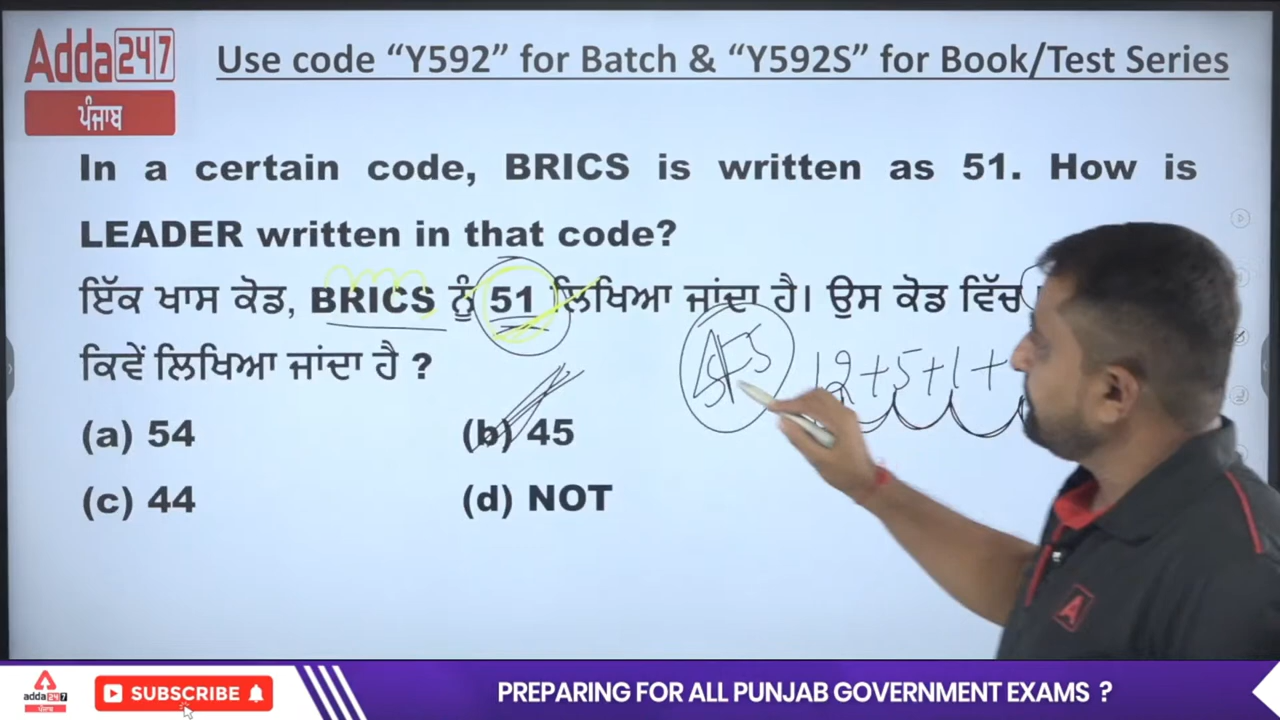 Adda247
ਪੰਜਾਬ
Use code “Y592” for Batch & “Y592S” for Book/Test Series
In a certain code, BRICS is written as 51. How is
LEADER written in that code?
ਇੱਕ ਖਾਸ ਕੋਡ, BRICS ਨੂੰ 51 ਲਿਖਿਆ ਜਾਂਦਾ ਹੈ। ਉਸ ਕੋਡ ਵਿੱਚ
ਕਿਵੇਂ ਲਿਖਿਆ ਜਾਂਦਾ ਹੈ ?
12+5+1+
(a) 54
(b) 45
(c) 44
(d) NOT
A
adda247
ਪੰਜਾਬ
SUBSCRIBE
PREPARING FOR ALL PUNJAB GOVERNMENT EXAMS ?